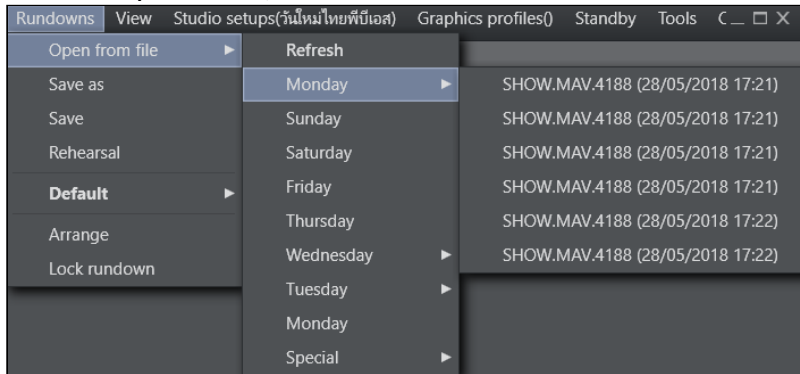 Rundowns View Studio setups(วันใหม่ไทยพีบีเอส) Graphics profiles() Standby Tools
Open from file
Save as
Save
Rehearsal
Default
Arrange
Lock rundown
Refresh
Monday
Sunday
Saturday
Friday
Thursday
Wednesday
Tuesday
Monday
Special
SHOW.MAV.4188 (28/05/2018 17:21)
SHOW.MAV.4188 (28/05/2018 17:21)
SHOW.MAV.4188 (28/05/2018 17:21)
SHOW.MAV.4188 (28/05/2018 17:21)
SHOW.MAV.4188 (28/05/2018 17:22)
SHOW.MAV.4188 (28/05/2018 17:22)